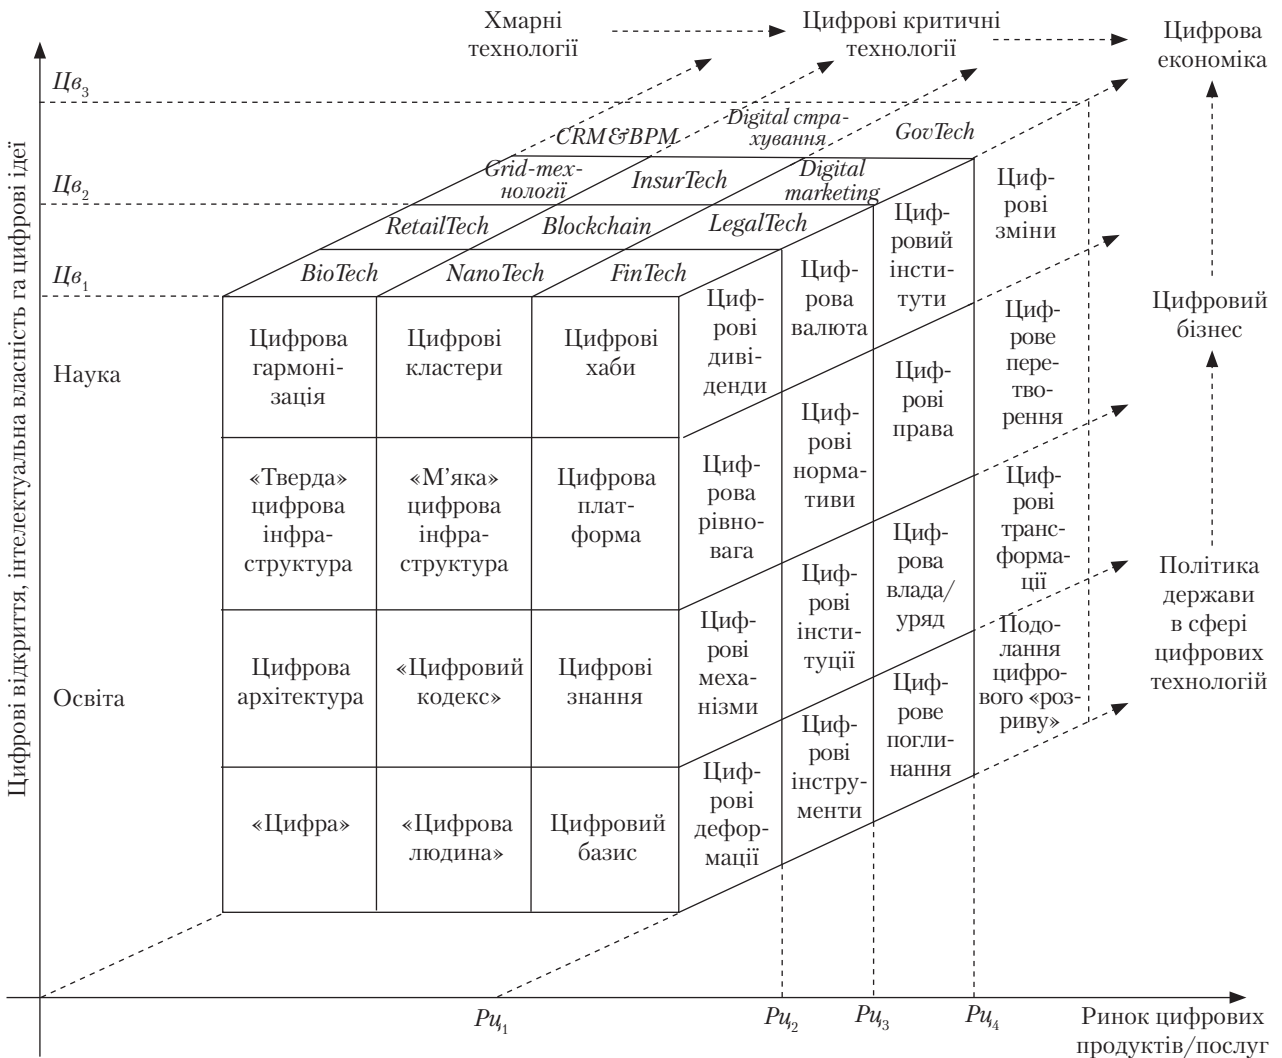 Хмарні
технології
Цифрові критичні
технології
Цифрова
економіка
Цифрові відкриття, інтелектуальна власність га цифрові ідеї
Цв3
Цв2
Цв1
Наука
Освіта
CRM&BPM
Digital стра-
хування
GovTech
Grid-тех-
нології
InsurTech
Digital
marketing
RetailTech
Blockchain
LegalTech
BioTech
NanoTech
FinTech
Цифрова
гармоні-
зація
Цифрові
кластери
Цифрові
хаби
«Тверда»
цифрова
інфра-
структура
«М’яка»
цифрова
інфра-
структура
Цифрова
плат-
форма
Цифрова
архітектура
«Цифровий
кодекс»
Цифрові
знання
«Цифра»
«Цифрова
людина»
Цифровий
базис
Циф-
рові
диві-
денди
Циф-
рова
рівно-
вага
Циф-
рові
меха-
нізми
Циф-
рові
дефор-
мації
Циф-
рова
валюта
Циф-
рові
норма-
тиви
Циф-
рові
інсти-
туції
Циф-
рові
інстру-
менти
Циф-
ровий
інсти-
тути
Циф-
рові
права
Циф-
рова
влада/
уряд
Циф-
рове
погли-
нання
Циф-
рові
зміни
Циф-
рове
пере-
тво-
рення
Циф-
рові
транс-
форма-
ції
Подо-
лання
цифро-
вого «роз-
риву»
Цифровий
бізнес
Політика
держави
в сфері
цифрових
технологій
Рц1
Рц2
Рц3
Рц4
Ринок цифрових
продуктів/послуг